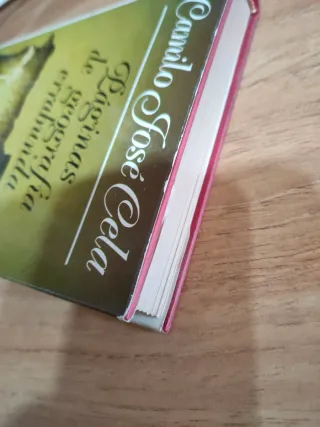 Camilo José Cela
Páginas
de geografía
errabunda